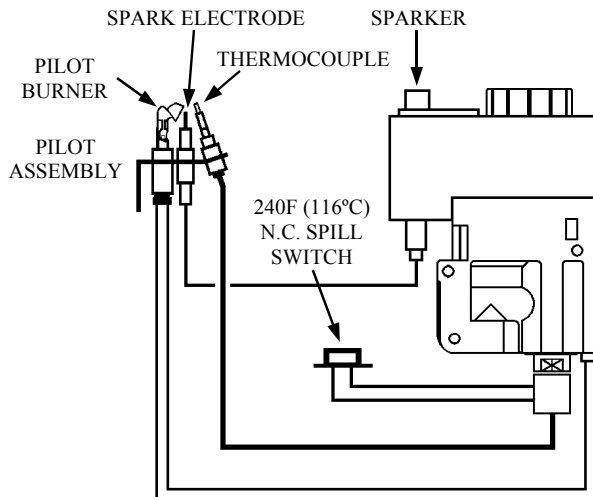 SPARK ELECTRODE
SPARKER
THERMOCOUPLE
PILOT
BURNER
PILOT
ASSEMBLY
240F (116ºC)
N.C. SPILL
SWITCH